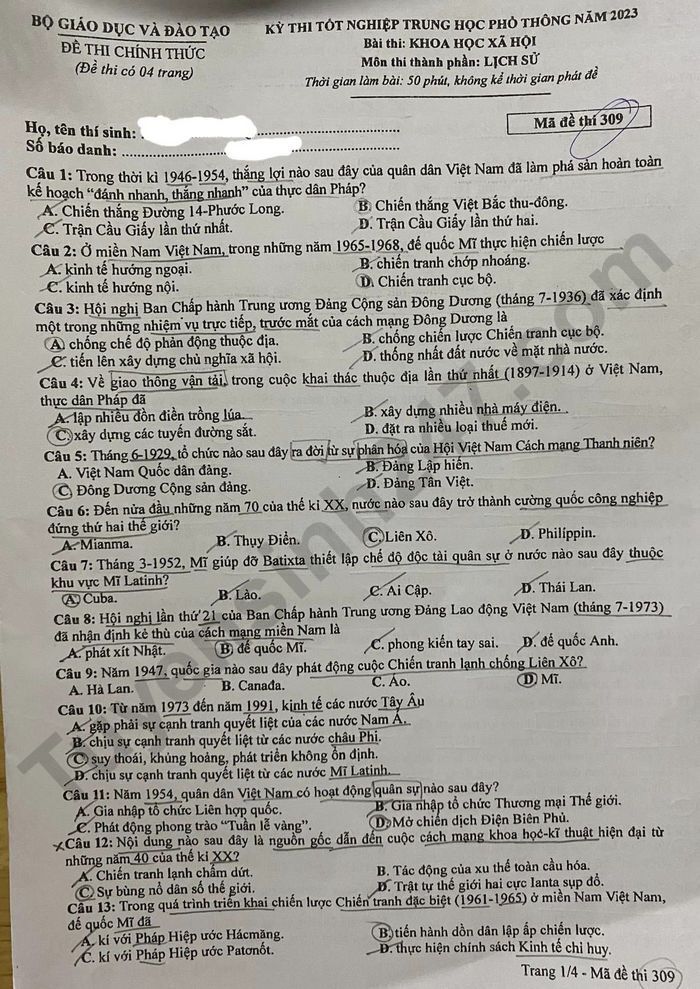 BỘ GIÁO DỤC VÀ ĐÀO TẠO
ĐỀ THI CHÍNH THỨC
(Đề thi có 04 trang)
KỲ THI TỐT NGHIỆP TRUNG HỌC PHỔ THÔNG NĂM 2023
Bài thi: KHOA HỌC XÃ HỘI
Môn thi thành phần: LỊCH SỬ
Thời gian làm bài: 50 phút, không kể thời gian phát đề
Họ, tên thí sinh:
Số báo danh:
Mã đề thi 309
Câu 1: Trong thời kì 1946-1954, thắng lợi nào sau đây của quân dân Việt Nam đã làm phá sản hoàn toàn
kế hoạch “đánh nhanh, thắng nhanh” của thực dân Pháp?
A. Chiến thắng Đường 14-Phước Long. B. Chiến thắng Việt Bắc thu-đông.
C. Trận Cầu Giấy lần thứ nhất. D. Trận Cầu Giấy lần thứ hai.
Câu 2: Ở miền Nam Việt Nam, trong những năm 1965-1968, đế quốc Mĩ thực hiện chiến lược
A. kinh tế hướng ngoại. B. chiến tranh chớp nhoáng.
C. kinh tế hướng nội. D. Chiến tranh cục bộ.
Câu 3: Hội nghị Ban Chấp hành Trung ương Đảng Cộng sản Đông Dương (tháng 7-1936) đã xác định
một trong những nhiệm vụ trực tiếp, trước mắt của cách mạng Đông Dương là
A. chống chế độ phản động thuộc địa. B. chống chiến lược Chiến tranh cục bộ.
C. tiến lên xây dựng chủ nghĩa xã hội. D. thống nhất đất nước về mặt nhà nước.
Câu 4: Về giao thông vận tải, trong cuộc khai thác thuộc địa lần thứ nhất (1897-1914) ở Việt Nam,
thực dân Pháp đã
A. lập nhiều đồn điền trồng lúa. B. xây dựng nhiều nhà máy điện.
C. xây dựng các tuyến đường sắt. D. đặt ra nhiều loại thuế mới.
Câu 5: Tháng 6-1929, tổ chức nào sau đây ra đời từ sự phân hóa của Hội Việt Nam Cách mạng Thanh niên?
A. Việt Nam Quốc dân đảng. B. Đảng Lập hiến.
C. Đông Dương Cộng sản đảng. D. Đảng Tân Việt.
Câu 6: Đến nửa đầu những năm 70 của thế kỉ XX, nước nào sau đây trở thành cường quốc công nghiệp
đứng thứ hai thế giới?
A. Mianma. B. Thụy Điển. C. Liên Xô. D. Philíppin.
Câu 7: Tháng 3-1952, Mĩ giúp đỡ Batixta thiết lập chế độ độc tài quân sự ở nước nào sau đây thuộc
khu vực Mĩ Latinh?
A. Cuba. B. Lào. C. Ai Cập. D. Thái Lan.
Câu 8: Hội nghị lần thứ 21 của Ban Chấp hành Trung ương Đảng Lao động Việt Nam (tháng 7-1973)
đã nhận định kẻ thù của cách mạng miền Nam là
A. phát xít Nhật. B. đế quốc Mĩ. C. phong kiến tay sai. D. đế quốc Anh.
Câu 9: Năm 1947, quốc gia nào sau đây phát động cuộc Chiến tranh lạnh chống Liên Xô?
A. Hà Lan. B. Canađa. C. Áo. D. Mĩ.
Câu 10: Từ năm 1973 đến năm 1991, kinh tế các nước Tây Âu
A. gặp phải sự cạnh tranh quyết liệt của các nước Nam Á.
B. chịu sự cạnh tranh quyết liệt từ các nước châu Phi.
C. suy thoái, khủng hoảng, phát triển không ổn định.
D. chịu sự cạnh tranh quyết liệt từ các nước Mĩ Latinh.
Câu 11: Năm 1954, quân dân Việt Nam có hoạt động quân sự nào sau đây?
A. Gia nhập tổ chức Liên hợp quốc. B. Gia nhập tổ chức Thương mại Thế giới.
C. Phát động phong trào “Tuần lễ vàng”. D. Mở chiến dịch Điện Biên Phủ.
Câu 12: Nội dung nào sau đây là nguồn gốc dẫn đến cuộc cách mạng khoa học-kĩ thuật hiện đại từ
những năm 40 của thế kỉ XX?
A. Chiến tranh lạnh chấm dứt. B. Tác động của xu thế toàn cầu hóa.
C. Sự bùng nổ dân số thế giới. D. Trật tự thế giới hai cực Ianta sụp đổ.
Câu 13: Trong quá trình triển khai chiến lược Chiến tranh đặc biệt (1961-1965) ở miền Nam Việt Nam,
đế quốc Mĩ đã
A. kí với Pháp Hiệp ước Hácmăng. B. tiến hành dồn dân lập ấp chiến lược.
C. kí với Pháp Hiệp ước Patơnốt. D. thực hiện chính sách Kinh tế chỉ huy.
Trang 1/4 - Mã đề thi 309
Tuyensinh247.com